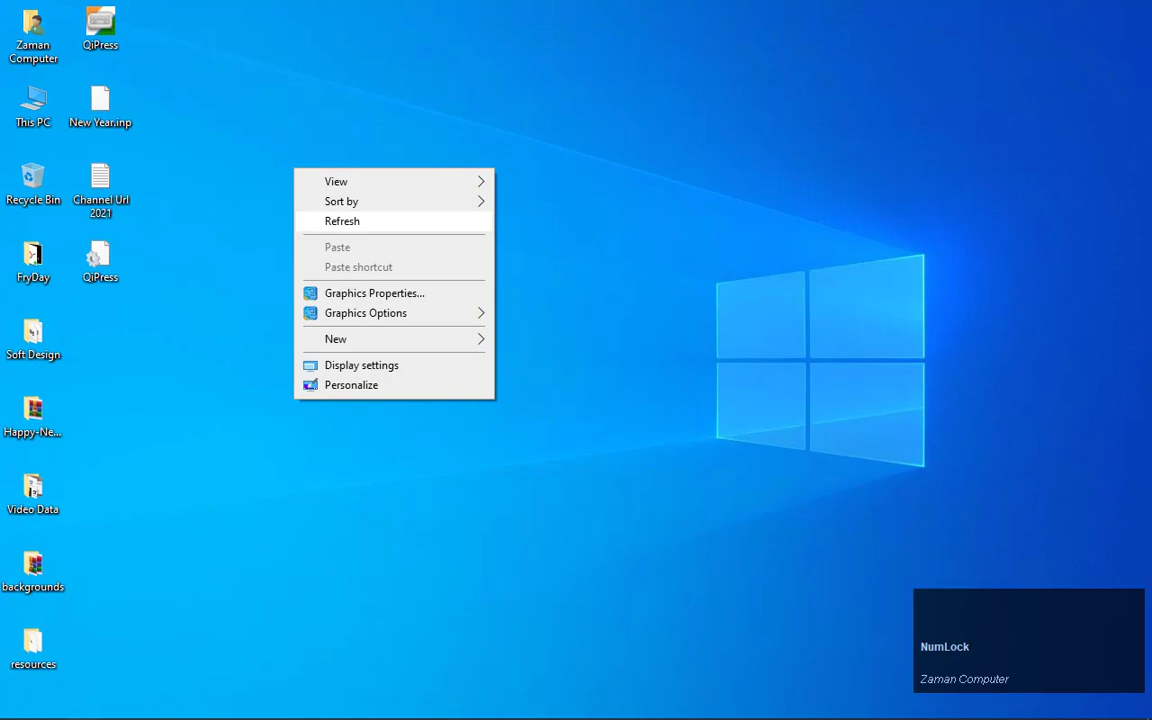 Zaman
Computer
QiPress
This PC
New Year.inp
Recycle Bin
Channel Url
2021
FryDay
QiPress
Soft Design
Happy-Ne...
Video Data
backgrounds
resources
View
Sort by
Refresh
Paste
Paste shortcut
Graphics Properties...
Graphics Options
New
Display settings
Personalize
NumLock
Zaman Computer